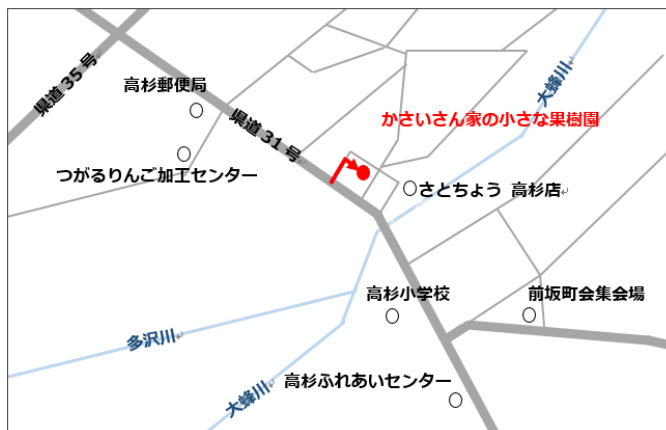 県道35号
高杉郵便局
大蜂川
県道31号
かさいさん家の小さな果樹園
つがるりんご加工センター
さとちょう 高杉店
高杉小学校
前坂町会集会場
多沢川
大蜂川
高杉ふれあいセンター